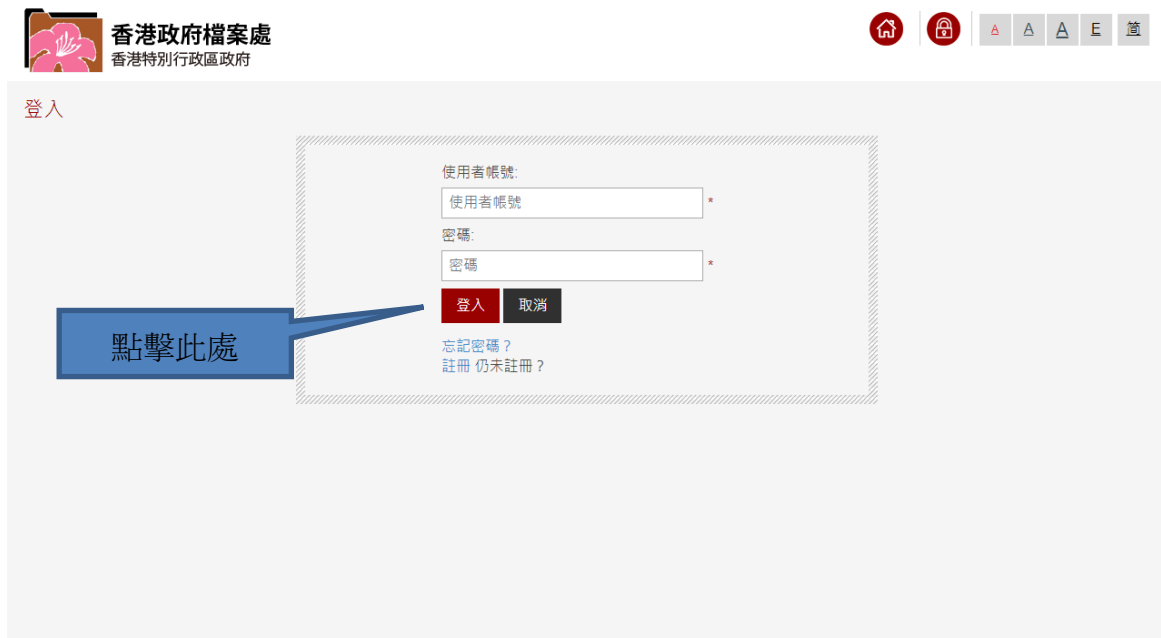 香港政府檔案處
香港特別行政區政府
A A A E 简
登入
使用者帳號:
使用者帳號 *
密碼:
密碼 *
登入 取消
點擊此處
忘記密碼？
註冊 仍未註冊？